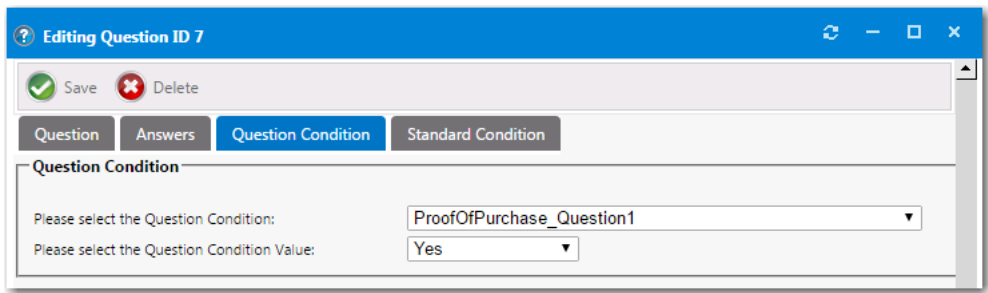 Editing Question ID 7
Save Delete
Question Answers Question Condition Standard Condition
Question Condition
Please select the Question Condition: ProofOfPurchase_Question1
Please select the Question Condition Value: Yes